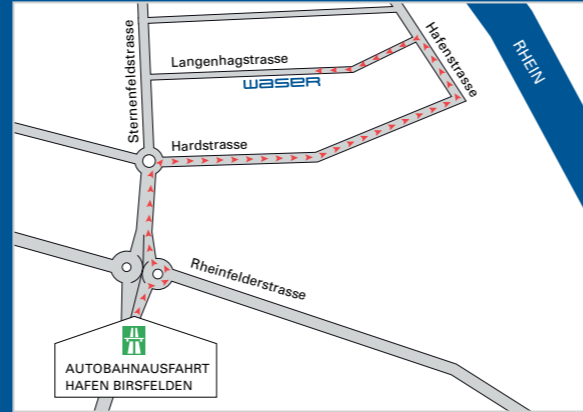 Sternenfeldstrasse
Langenhagstrasse
waser
Hafenstrasse
RHEIN
Hardstrasse
Rheinfelderstrasse
AUTOBAHNAUSFAHRT
HAFEN BIRSFELDEN